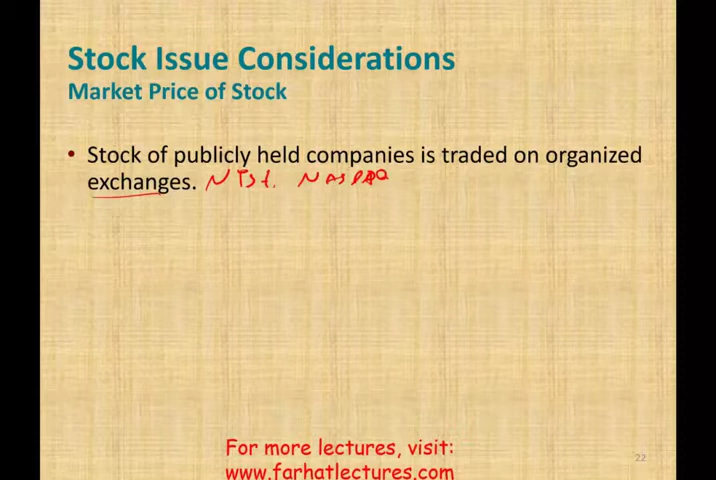 Stock Issue Considerations
Market Price of Stock
• Stock of publicly held companies is traded on organized
exchanges. NYSE. NASDAQ
For more lectures, visit:
22
www.farhatlectures.com